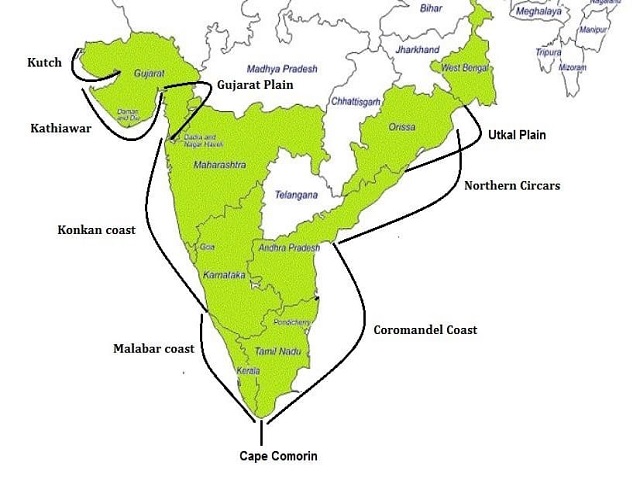 Bihar
Meghalaya
Nagaland
Manipur
Tripura
Mizoram
Jharkhand
West Bengal
Kutch
Gujarat
Madhya Pradesh
Gujarat Plain
Chhattisgarh
Orissa
Kathiawar
Daman
and Diu
Dadra and
Nagar Haveli
Utkal Plain
Maharashtra
Northern Circars
Telangana
Konkan coast
Goa
Andhra Pradesh
Karnataka
Pondicherry
Coromandel Coast
Malabar coast
Tamil Nadu
Kerala
Cape Comorin